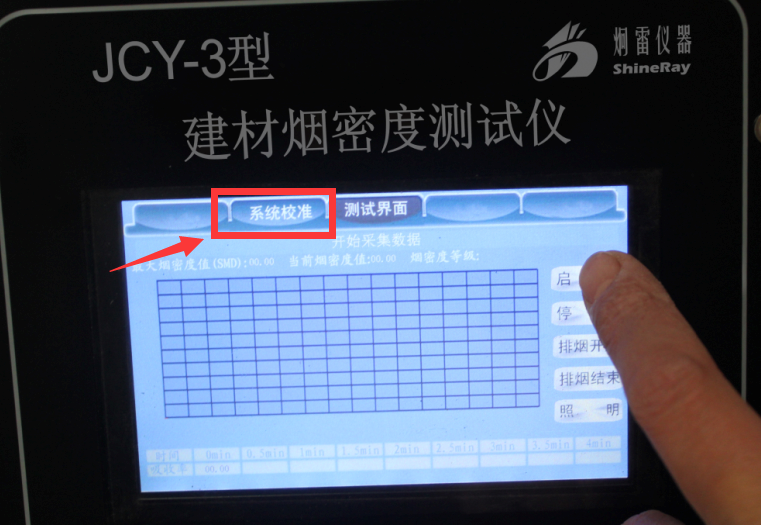 JCY-3型
炯雷仪器
ShineRay
建材烟密度测试仪
系统校准 测试界面
开始采集数据
最大烟密度值(SMD):00.00 当前烟密度值:00.00 烟密度等级:
启
停
排烟开
排烟结束
照 明
时间 0min 0.5min 1min 1.5min 2min 2.5min 3min 3.5min 4min
吸收率 00.00